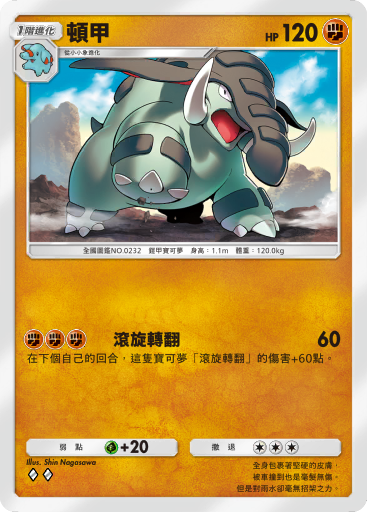 1階進化
頓甲
HP 120
從小小象進化
全國圖鑑NO.0232 鎧甲寶可夢 身高：1.1m 體重：120.0kg
滾旋轉翻 60
在下個自己的回合，這隻寶可夢「滾旋轉翻」的傷害+60點。
弱點 +20 撤退
Illus. Shin Nagasawa
全身包裹著堅硬的皮膚，
被車撞到也是毫髮無傷，
但是對雨水卻毫無招架之力。